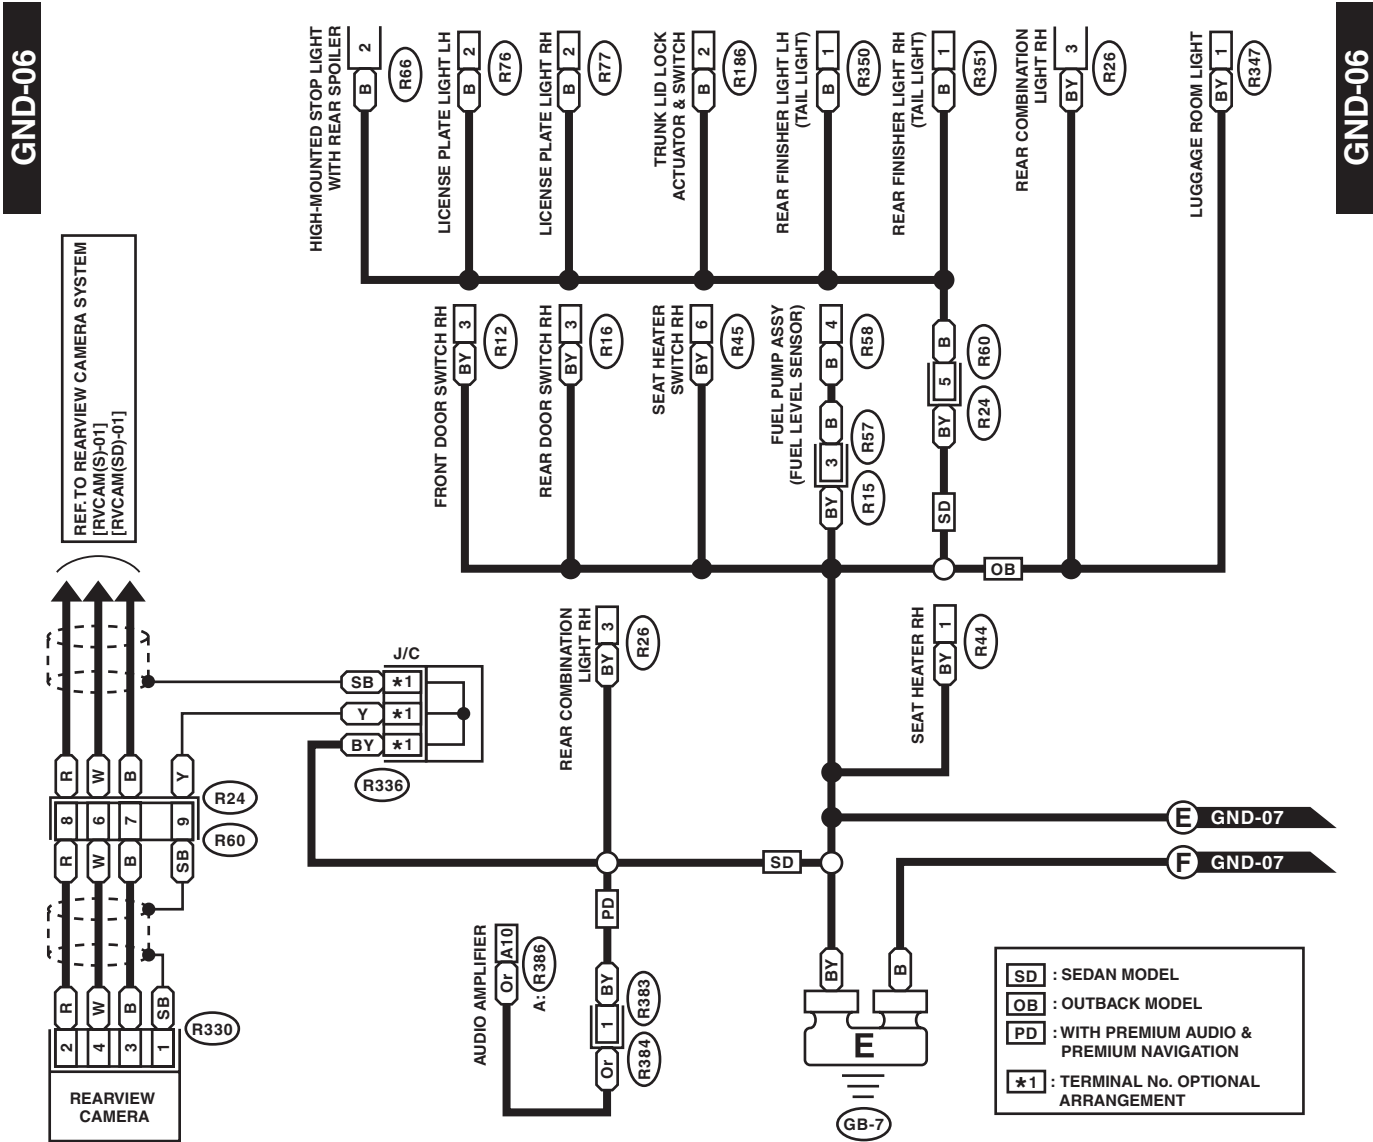 GND-06
GND-06
HIGH-MOUNTED STOP LIGHT
WITH REAR SPOILER
2
B
R66
LICENSE PLATE LIGHT LH
2
B
R76
LICENSE PLATE LIGHT RH
2
B
R77
TRUNK LID LOCK
ACTUATOR & SWITCH
2
B
R186
REAR FINISHER LIGHT LH
(TAIL LIGHT)
1
B
R350
REAR FINISHER LIGHT RH
(TAIL LIGHT)
1
B
R351
REAR COMBINATION
LIGHT RH
3
BY
R26
LUGGAGE ROOM LIGHT
1
BY
R347
REF. TO REARVIEW CAMERA SYSTEM
[RVCAM(S)-01]
[RVCAM(SD)-01]
FRONT DOOR SWITCH RH
3
BY
R12
REAR DOOR SWITCH RH
3
BY
R16
SEAT HEATER
SWITCH RH
6
BY
R45
FUEL PUMP ASSY
(FUEL LEVEL SENSOR)
4
B
R58
B
R57
3
BY
R15
B
R60
5
BY
R24
SD
OB
J/C
SB *1
Y *1
BY *1
R336
REAR COMBINATION
LIGHT RH
3
BY
R26
SEAT HEATER RH
1
BY
R44
R W B Y
8 6 7 9
R24
R60
R W B SB
E GND-07
SD
F GND-07
PD
AUDIO AMPLIFIER
A10
Or
A: R386
BY
R383
1
Or
R384
BY B
E
GB-7
R W B SB
2 4 3 1
R330
REARVIEW
CAMERA
SD : SEDAN MODEL
OB : OUTBACK MODEL
PD : WITH PREMIUM AUDIO &
PREMIUM NAVIGATION
*1 : TERMINAL No. OPTIONAL
ARRANGEMENT